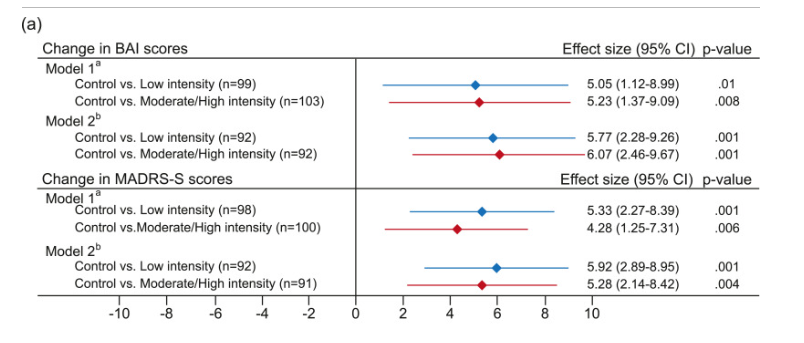 (a)
Change in BAI scores Effect size (95% CI) p-value
Model 1a
Control vs. Low intensity (n=99) 5.05 (1.12-8.99) .01
Control vs. Moderate/High intensity (n=103) 5.23 (1.37-9.09) .008
Model 2b
Control vs. Low intensity (n=92) 5.77 (2.28-9.26) .001
Control vs. Moderate/High intensity (n=92) 6.07 (2.46-9.67) .001
Change in MADRS-S scores Effect size (95% CI) p-value
Model 1a
Control vs. Low intensity (n=98) 5.33 (2.27-8.39) .001
Control vs.Moderate/High intensity (n=100) 4.28 (1.25-7.31) .006
Model 2b
Control vs. Low intensity (n=92) 5.92 (2.89-8.95) .001
Control vs. Moderate/High intensity (n=91) 5.28 (2.14-8.42) .004
-10 -8 -6 -4 -2 0 2 4 6 8 10